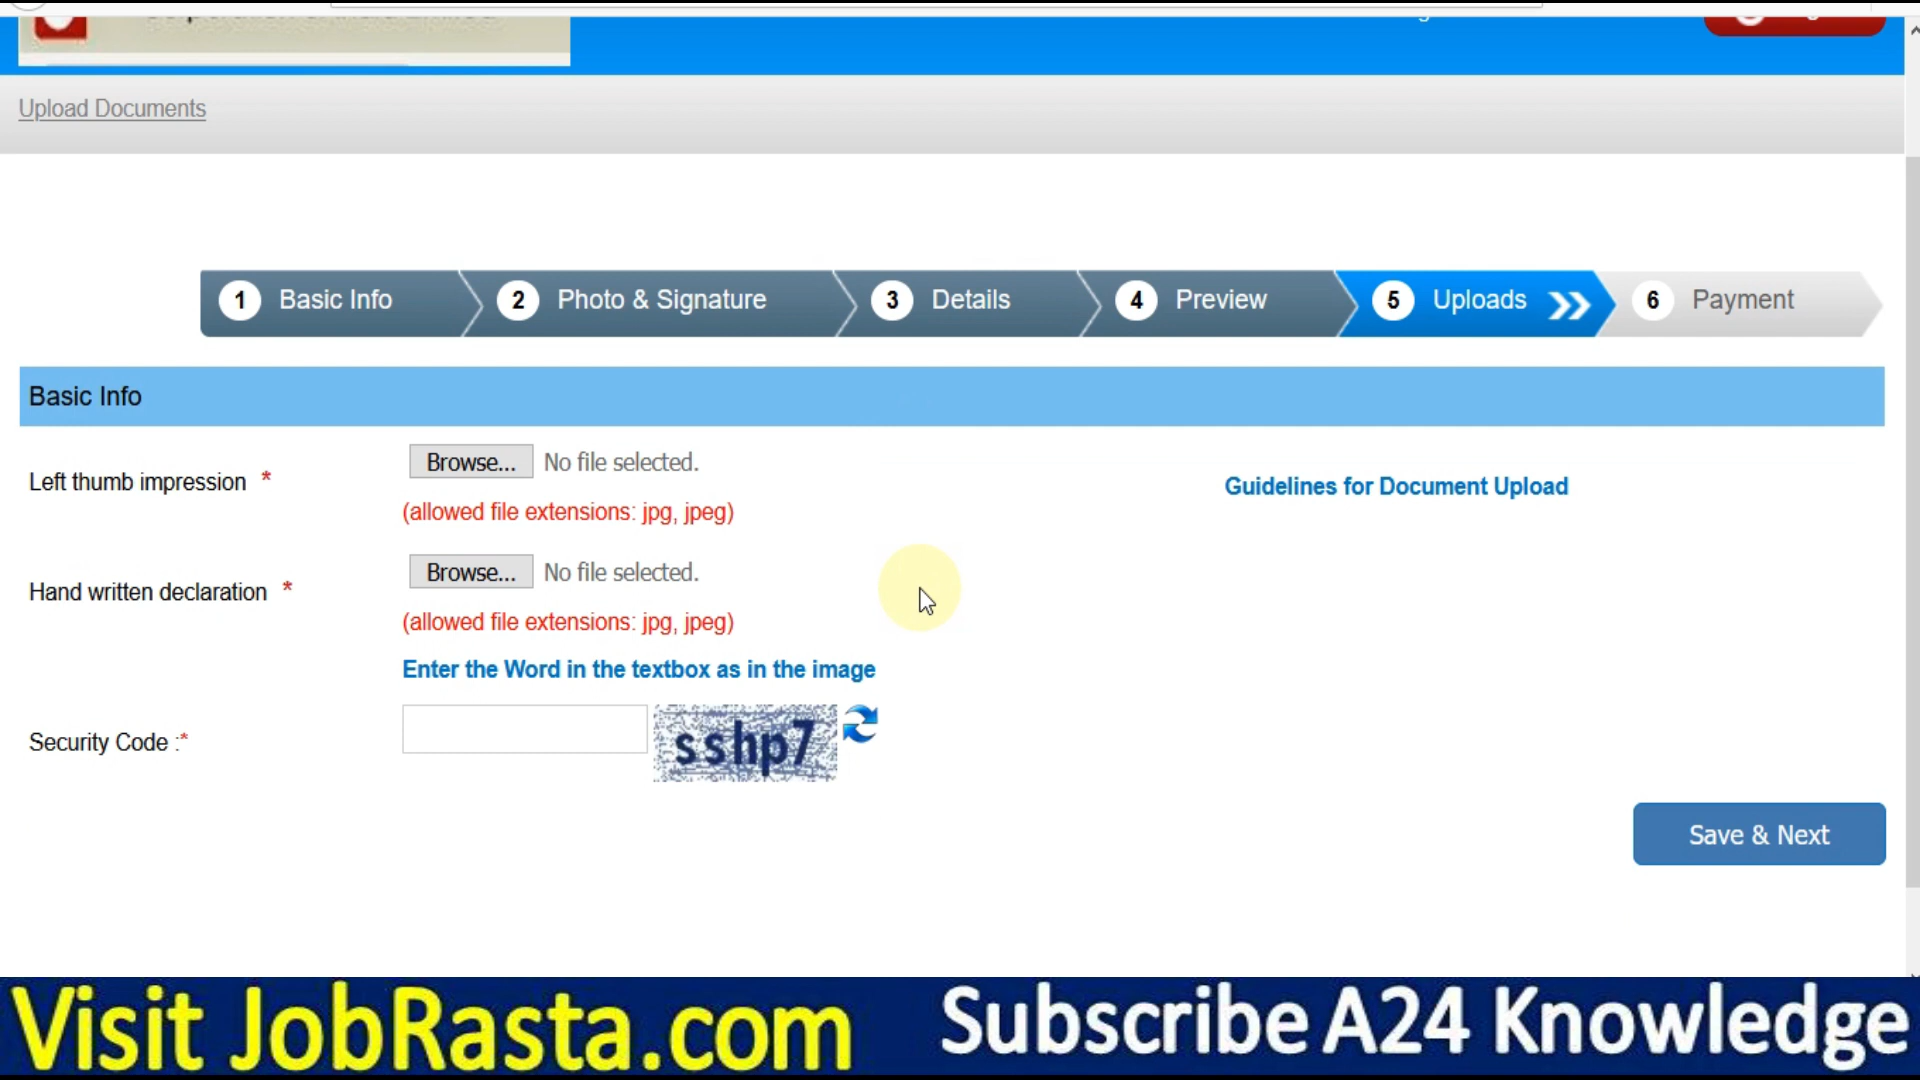 Upload Documents
1 Basic Info 2 Photo & Signature 3 Details 4 Preview 5 Uploads 6 Payment
Basic Info
Left thumb impression * Browse... No file selected.
(allowed file extensions: jpg, jpeg)
Guidelines for Document Upload
Hand written declaration * Browse... No file selected.
(allowed file extensions: jpg, jpeg)
Enter the Word in the textbox as in the image
Security Code :* sshp7
Save & Next
Visit JobRasta.com Subscribe A24 Knowledge